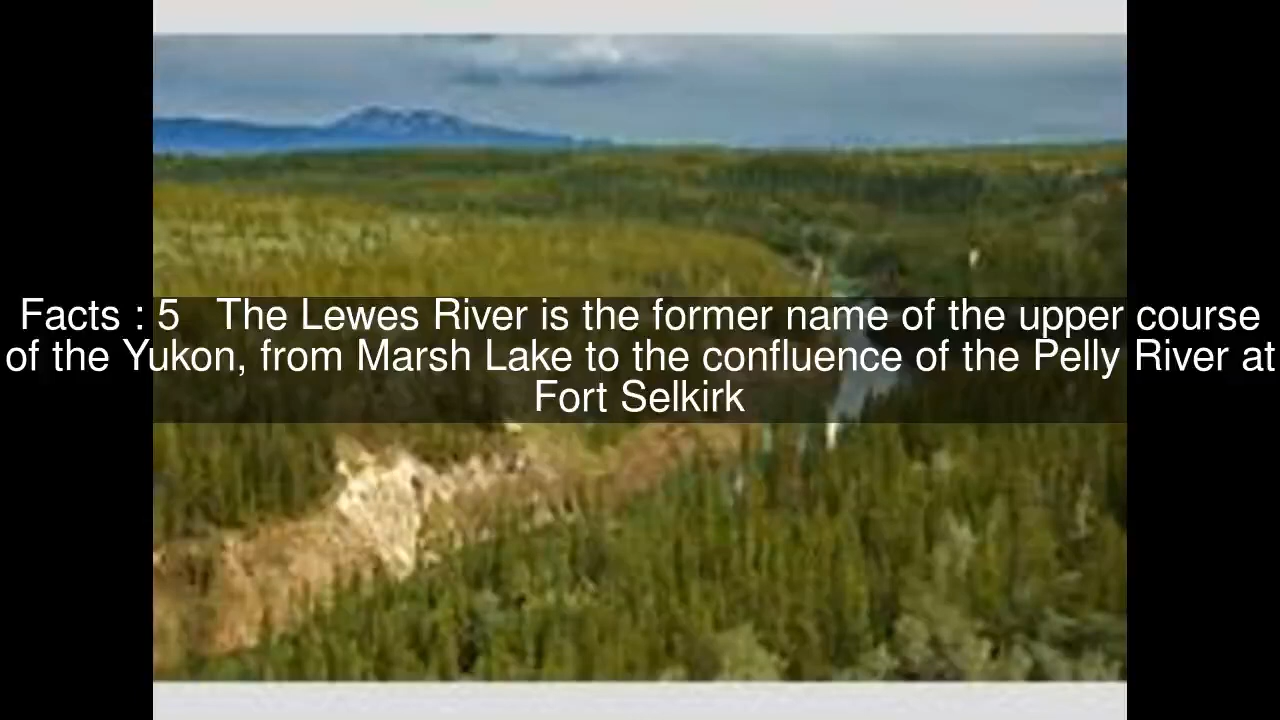 Facts : 5   The Lewes River is the former name of the upper course
of the Yukon, from Marsh Lake to the confluence of the Pelly River at
Fort Selkirk